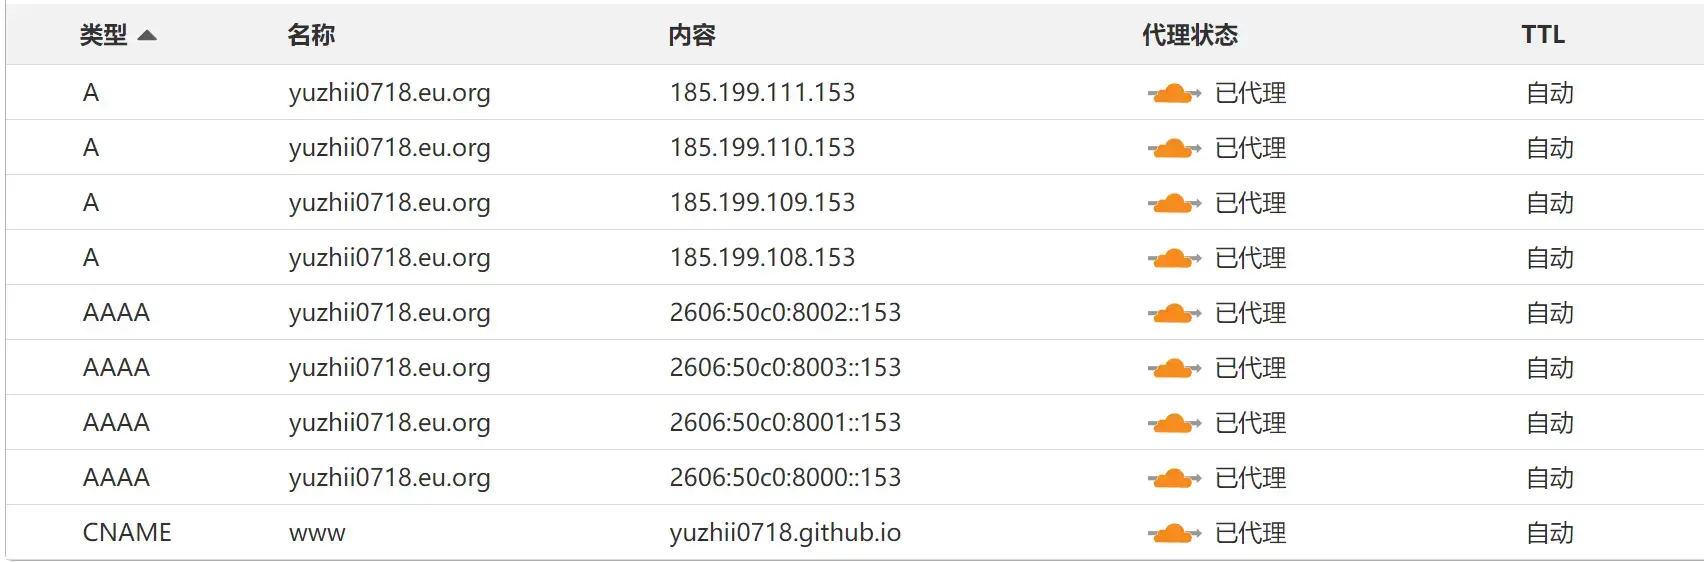 类型 名称 内容 代理状态 TTL
A yuzhii0718.eu.org 185.199.111.153 已代理 自动
A yuzhii0718.eu.org 185.199.110.153 已代理 自动
A yuzhii0718.eu.org 185.199.109.153 已代理 自动
A yuzhii0718.eu.org 185.199.108.153 已代理 自动
AAAA yuzhii0718.eu.org 2606:50c0:8002::153 已代理 自动
AAAA yuzhii0718.eu.org 2606:50c0:8003::153 已代理 自动
AAAA yuzhii0718.eu.org 2606:50c0:8001::153 已代理 自动
AAAA yuzhii0718.eu.org 2606:50c0:8000::153 已代理 自动
CNAME www yuzhii0718.github.io 已代理 自动